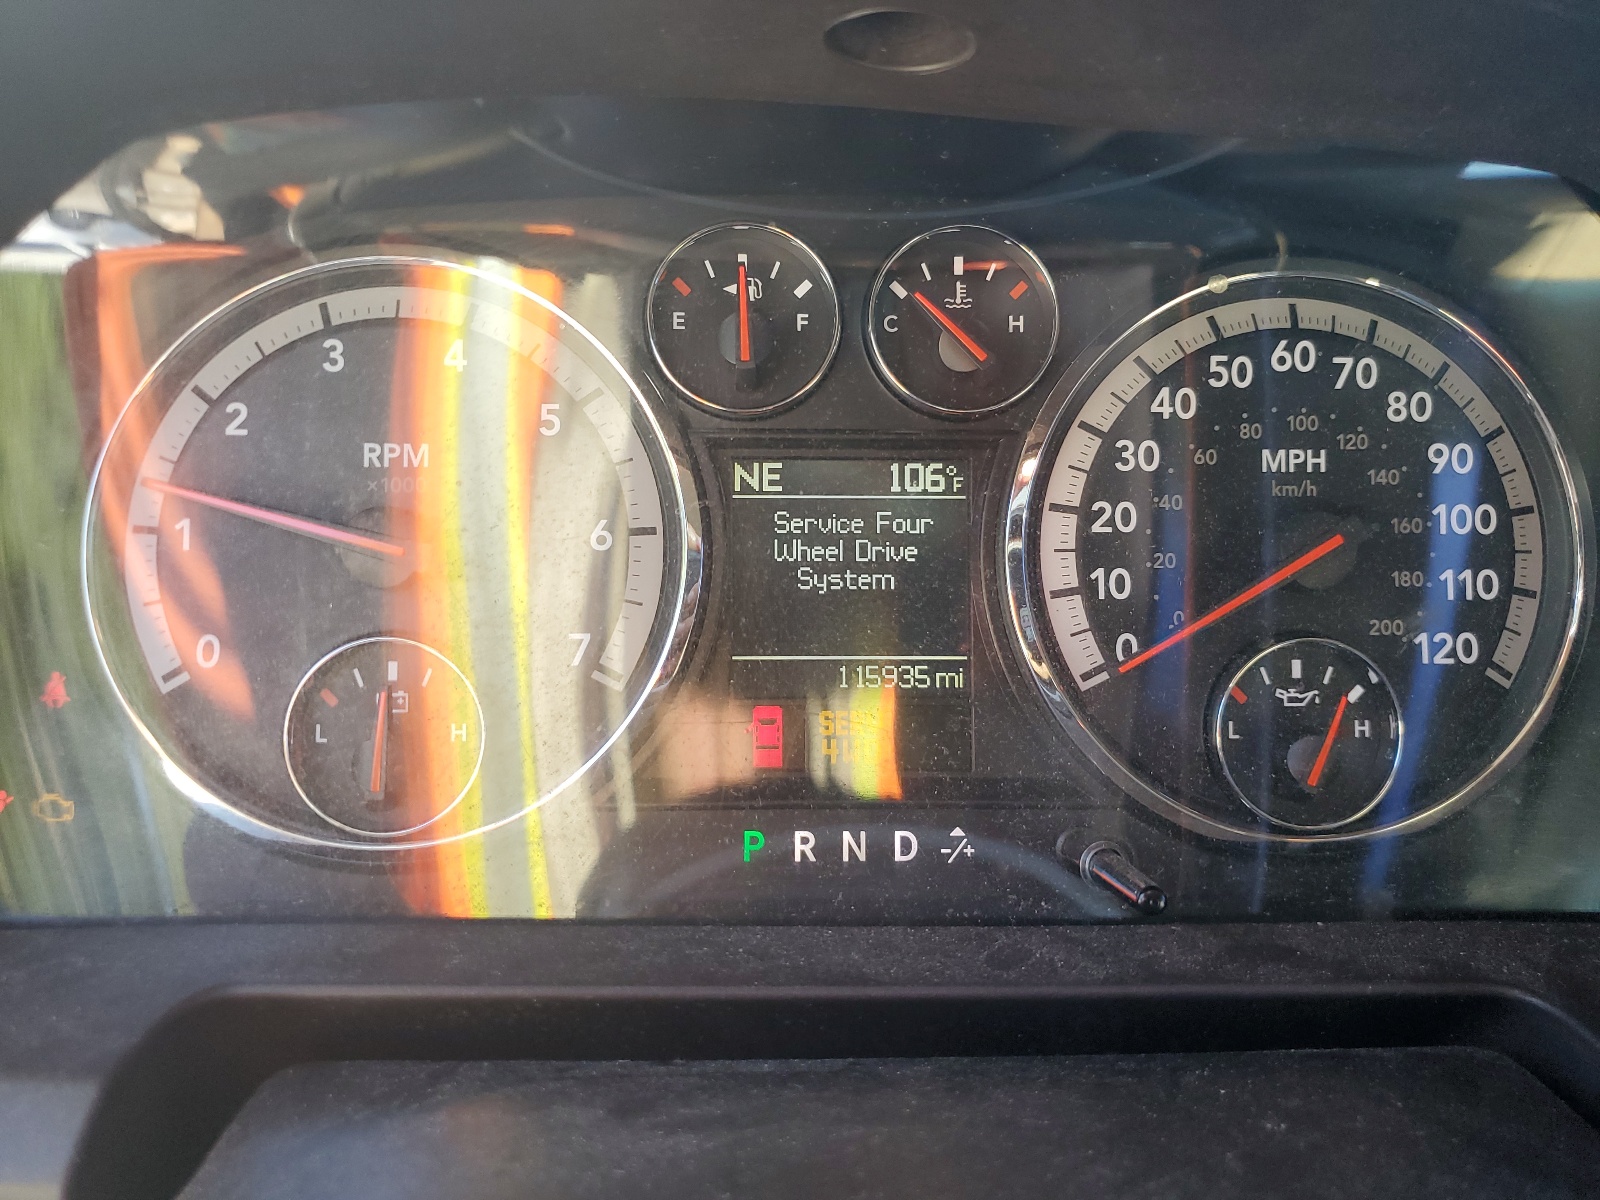 E F
C H
0 1 2 3 4 5 6 7
RPM
×1000
L H
NE 106°F
Service Four
Wheel Drive
System
115935 mi
P R N D -/+
0 10 20 30 40 50 60 70 80 90 100 110 120
MPH
km/h
0 20 40 60 80 100 120 140 160 180 200
L H